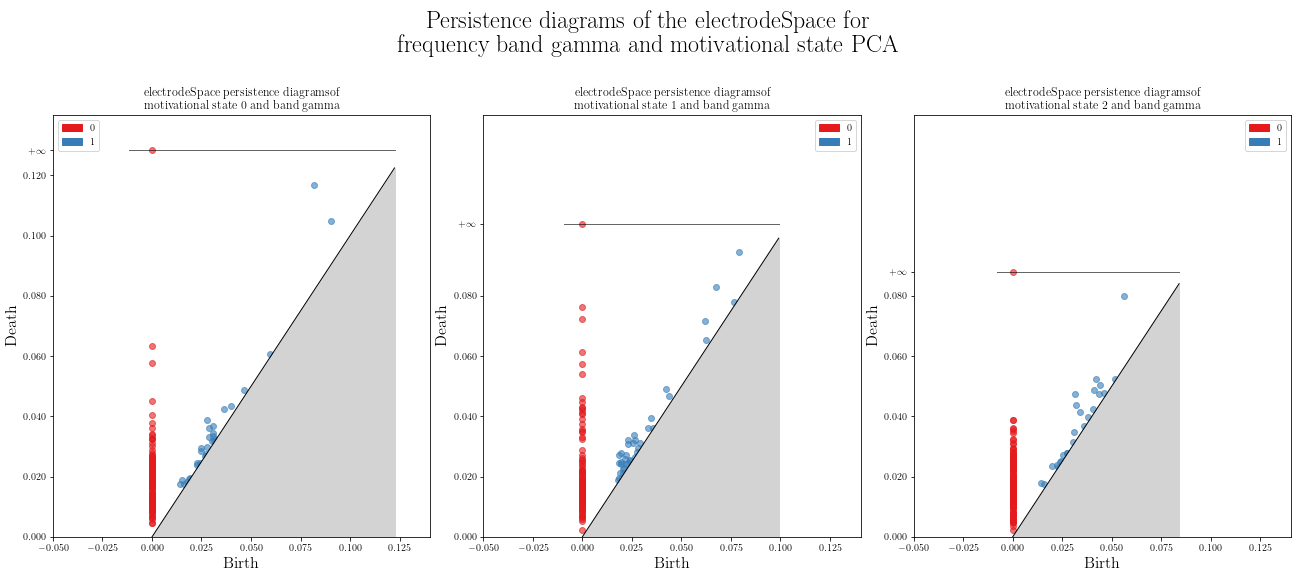 Persistence diagrams of the electrodeSpace for
frequency band gamma and motivational state PCA
electrodeSpace persistence diagramsof
motivational state 0 and band gamma
0
1
+∞
0.120
0.100
0.080
0.060
0.040
0.020
0.000
Death
−0.050 −0.025 0.000 0.025 0.050 0.075 0.100 0.125
Birth
electrodeSpace persistence diagramsof
motivational state 1 and band gamma
0
1
+∞
0.080
0.060
0.040
0.020
0.000
Death
−0.050 −0.025 0.000 0.025 0.050 0.075 0.100 0.125
Birth
electrodeSpace persistence diagramsof
motivational state 2 and band gamma
0
1
+∞
0.080
0.060
0.040
0.020
0.000
Death
−0.050 −0.025 0.000 0.025 0.050 0.075 0.100 0.125
Birth